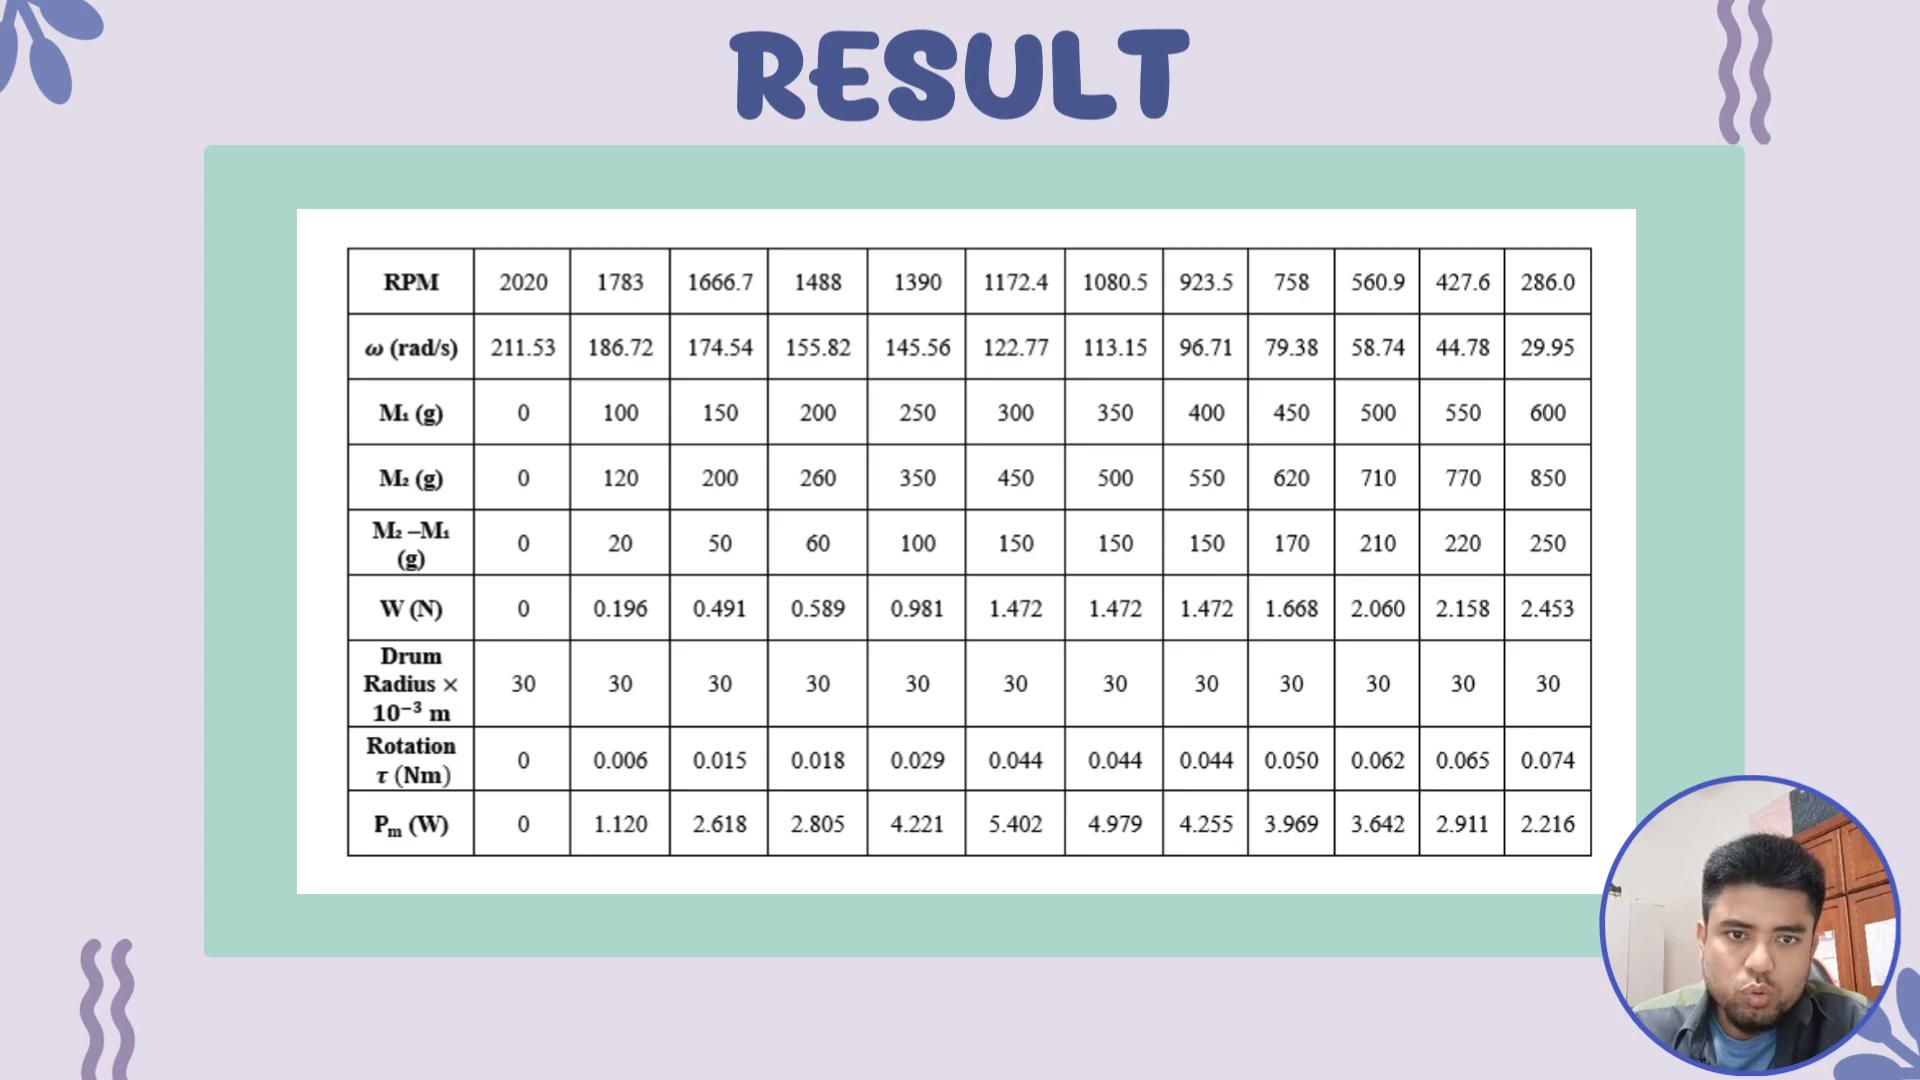 RESULT
RPM 2020 1783 1666.7 1488 1390 1172.4 1080.5 923.5 758 560.9 427.6 286.0
ω (rad/s) 211.53 186.72 174.54 155.82 145.56 122.77 113.15 96.71 79.38 58.74 44.78 29.95
M₁ (g) 0 100 150 200 250 300 350 400 450 500 550 600
M₂ (g) 0 120 200 260 350 450 500 550 620 710 770 850
M₂ –M₁
(g) 0 20 50 60 100 150 150 150 170 210 220 250
W (N) 0 0.196 0.491 0.589 0.981 1.472 1.472 1.472 1.668 2.060 2.158 2.453
Drum
Radius ×
10⁻³ m 30 30 30 30 30 30 30 30 30 30 30 30
Rotation
τ (Nm) 0 0.006 0.015 0.018 0.029 0.044 0.044 0.044 0.050 0.062 0.065 0.074
Pₘ (W) 0 1.120 2.618 2.805 4.221 5.402 4.979 4.255 3.969 3.642 2.911 2.216